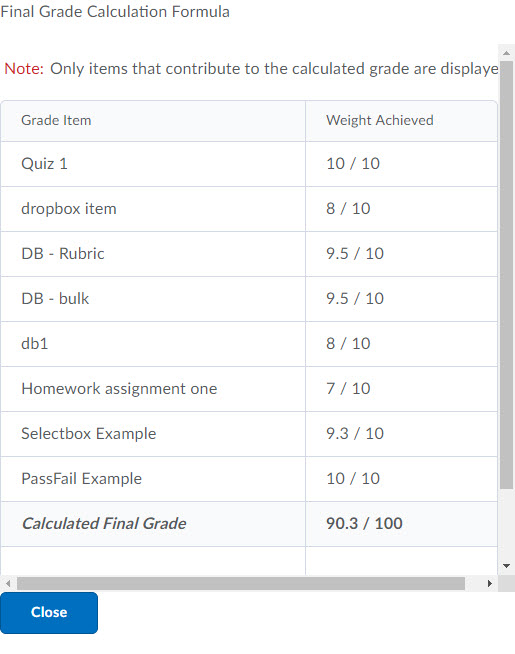 Final Grade Calculation Formula
Note: Only items that contribute to the calculated grade are displaye
Grade Item Weight Achieved
Quiz 1 10 / 10
dropbox item 8 / 10
DB - Rubric 9.5 / 10
DB - bulk 9.5 / 10
db1 8 / 10
Homework assignment one 7 / 10
Selectbox Example 9.3 / 10
PassFail Example 10 / 10
Calculated Final Grade 90.3 / 100
Close